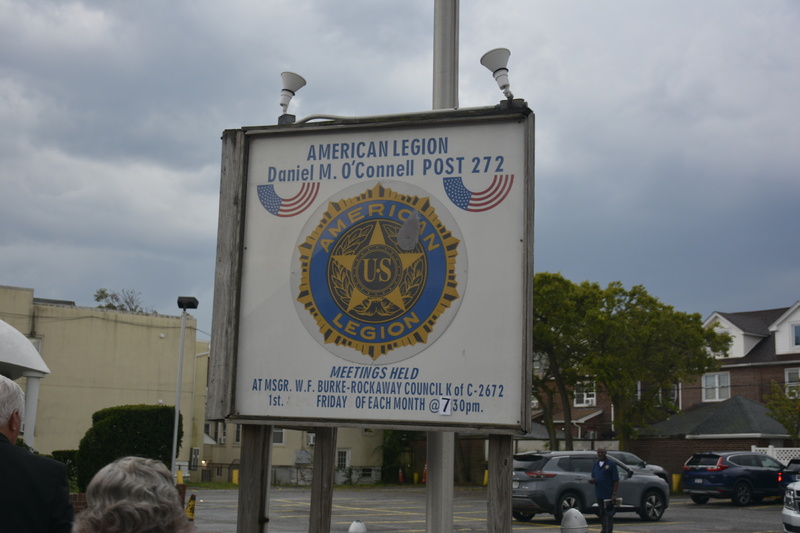 AMERICAN LEGION
Daniel M. O'Connell POST 272
AMERICAN
U·S
LEGION
MEETINGS HELD
AT MSGR. W.F. BURKE-ROCKAWAY COUNCIL K of C-2672
1st. FRIDAY OF EACH MONTH @ 7 30pm.